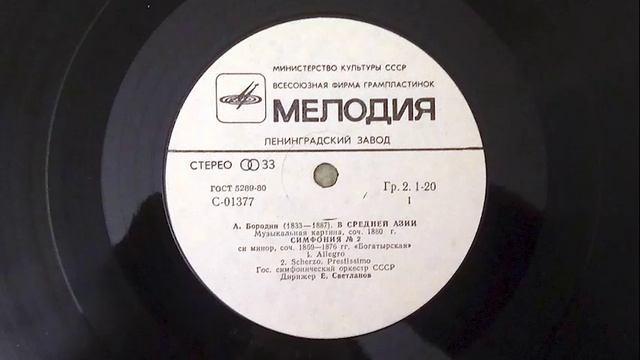 МИНИСТЕРСТВО КУЛЬТУРЫ СССР
ВСЕСОЮЗНАЯ ФИРМА ГРАМПЛАСТИНОК
МЕЛОДИЯ
ЛЕНИНГРАДСКИЙ ЗАВОД
СТЕРЕО 33
ГОСТ 5289-80
Гр. 2. 1-20
С-01377
1
А. Бородин (1833—1887). В СРЕДНЕЙ АЗИИ
Музыкальная картина, соч. 1880 г.
СИМФОНИЯ № 2
си минор, соч. 1869—1876 гг. «Богатырская»
1. Allegro
2. Scherzo. Prestissimo
Гос. симфонический оркестр СССР
Дирижер Е. Светланов